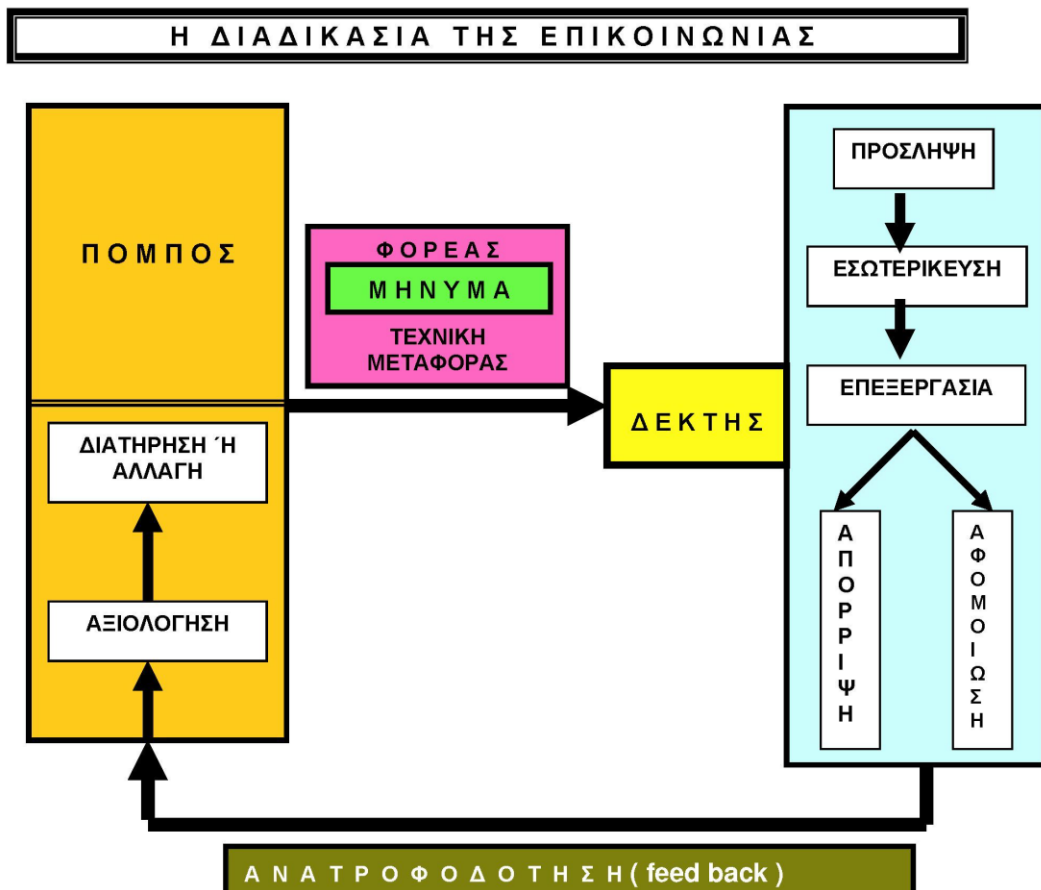 Η ΔΙΑΔΙΚΑΣΙΑ ΤΗΣ ΕΠΙΚΟΙΝΩΝΙΑΣ
ΠΟΜΠΟΣ
ΔΙΑΤΗΡΗΣΗ ΄Η
ΑΛΛΑΓΗ
ΑΞΙΟΛΟΓΗΣΗ
ΦΟΡΕΑΣ
ΜΗΝΥΜΑ
ΤΕΧΝΙΚΗ
ΜΕΤΑΦΟΡΑΣ
ΔΕΚΤΗΣ
ΠΡΟΣΛΗΨΗ
ΕΣΩΤΕΡΙΚΕΥΣΗ
ΕΠΕΞΕΡΓΑΣΙΑ
ΑΠΟΡΡΙΨΗ
ΑΦΟΜΟΙΩΣΗ
ΑΝΑΤΡΟΦΟΔΟΤΗΣΗ( feed back )